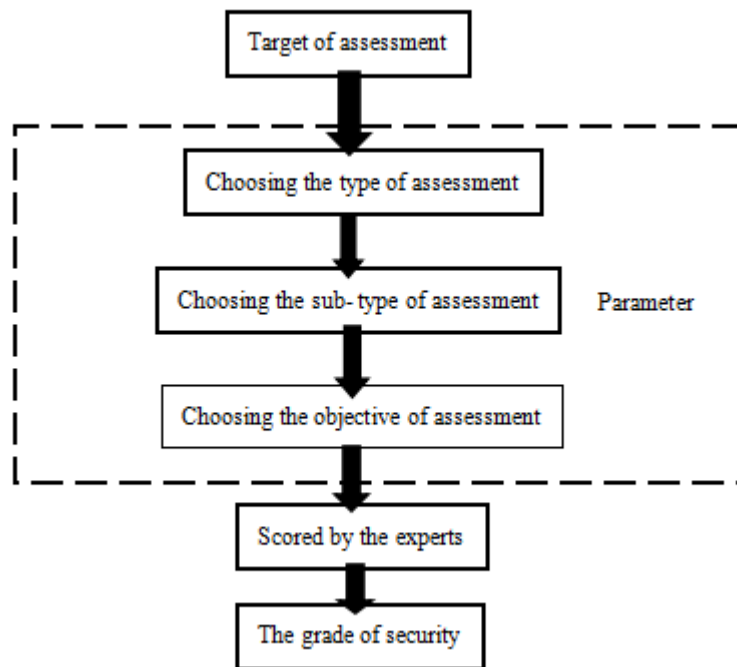 Target of assessment
Choosing the type of assessment
Choosing the sub- type of assessment
Parameter
Choosing the objective of assessment
Scored by the experts
The grade of security